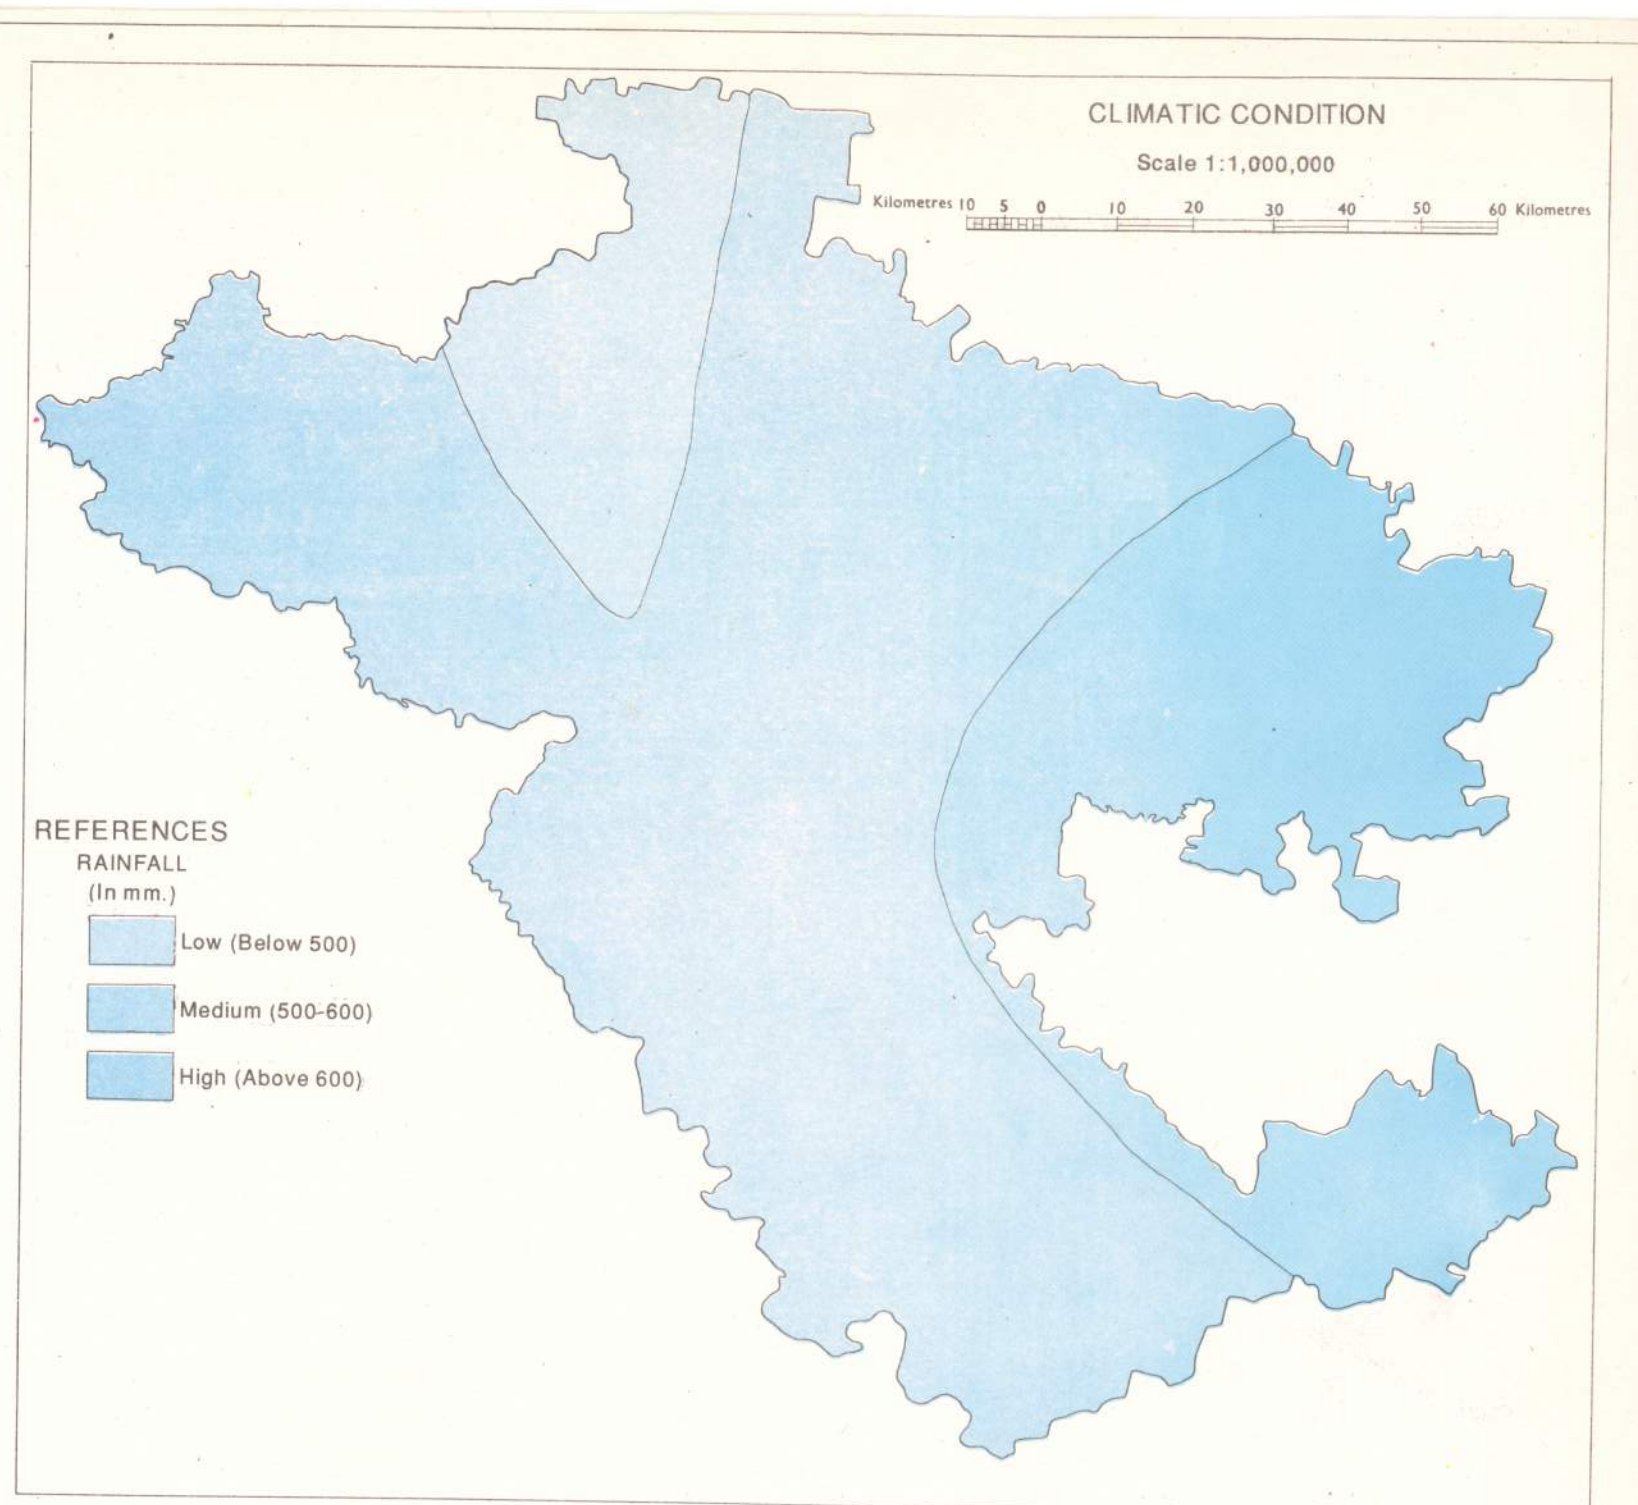 CLIMATIC CONDITION
Scale 1:1,000,000
Kilometres 10 5 0 10 20 30 40 50 60 Kilometres
REFERENCES
RAINFALL
(In mm.)
Low (Below 500)
Medium (500-600)
High (Above 600)